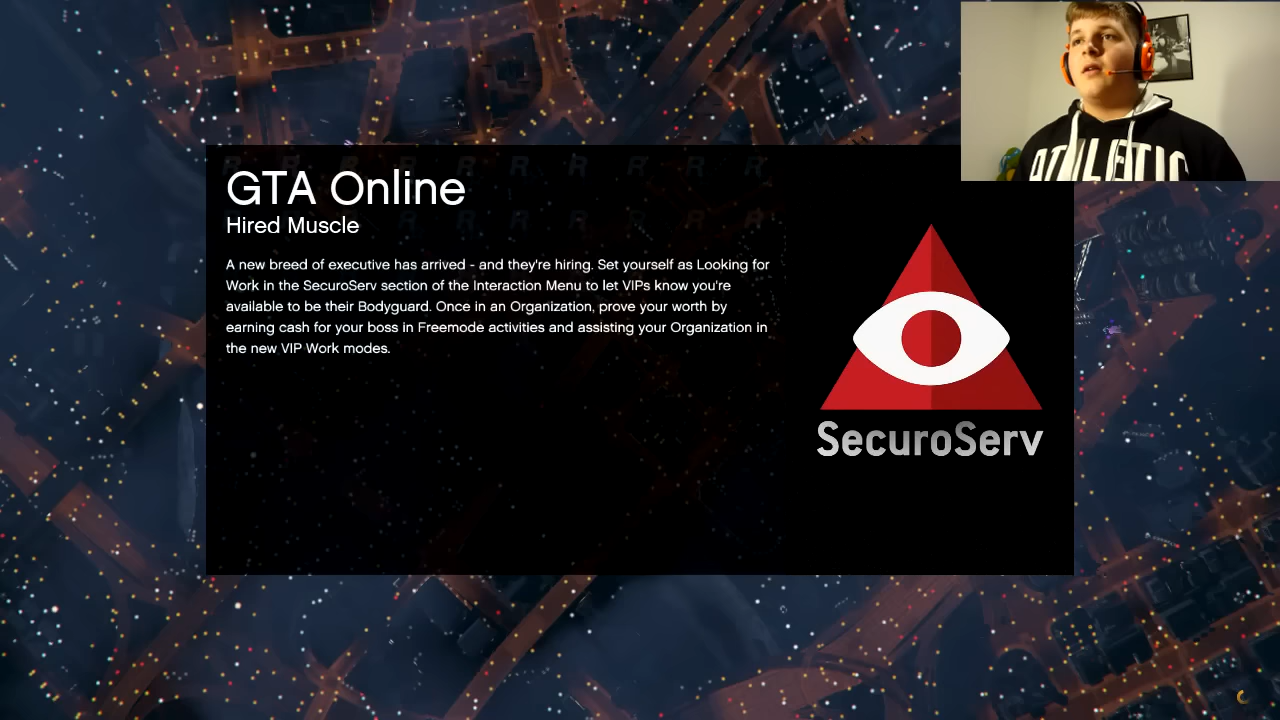 GTA Online
Hired Muscle
A new breed of executive has arrived - and they're hiring. Set yourself as Looking for
Work in the SecuroServ section of the Interaction Menu to let VIPs know you're
available to be their Bodyguard. Once in an Organization, prove your worth by
earning cash for your boss in Freemode activities and assisting your Organization in
the new VIP Work modes.
SecuroServ
ATHLETIC